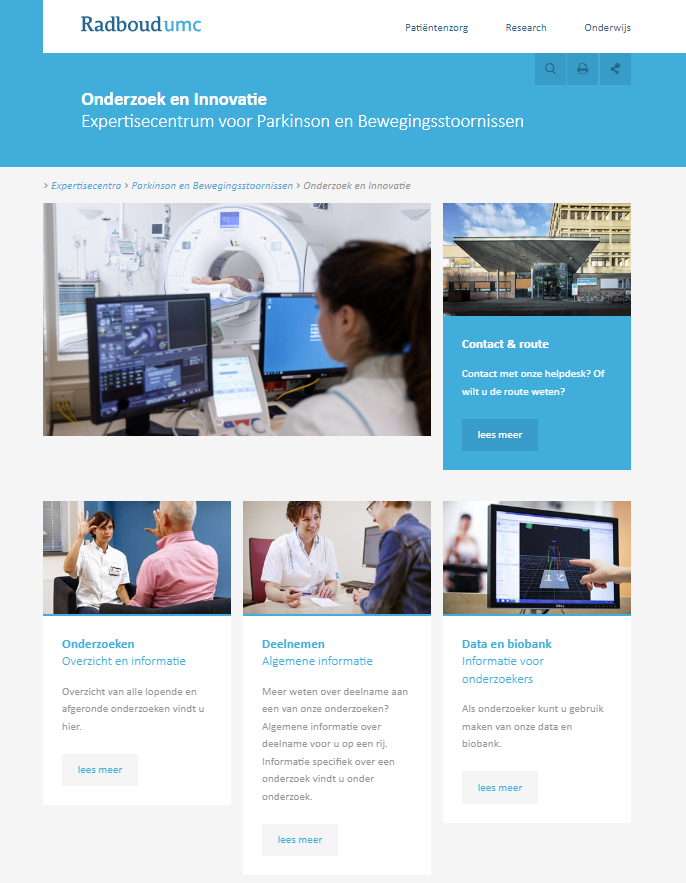 Radboudumc
Patiëntenzorg Research Onderwijs
Onderzoek en Innovatie
Expertisecentrum voor Parkinson en Bewegingsstoornissen
› Expertisecentra › Parkinson en Bewegingsstoornissen › Onderzoek en Innovatie
Contact & route
Contact met onze helpdesk? Of
wilt u de route weten?
lees meer
Onderzoeken
Overzicht en informatie
Overzicht van alle lopende en
afgeronde onderzoeken vindt u
hier.
lees meer
Deelnemen
Algemene informatie
Meer weten over deelname aan
een van onze onderzoeken?
Algemene informatie over
deelname voor u op een rij.
Informatie specifiek over een
onderzoek vindt u onder
onderzoek.
lees meer
Data en biobank
Informatie voor
onderzoekers
Als onderzoeker kunt u gebruik
maken van onze data en
biobank.
lees meer